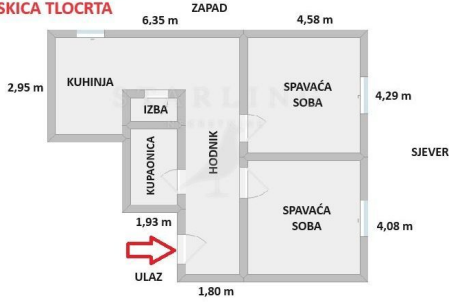 SKICA TLOCRTA
ZAPAD
6,35 m
4,58 m
2,95 m
KUHINJA
IZBA
KUPAONICA
HODNIK
SPAVAĆA
SOBA
4,29 m
SJEVER
SPAVAĆA
SOBA
4,08 m
1,93 m
ULAZ
1,80 m